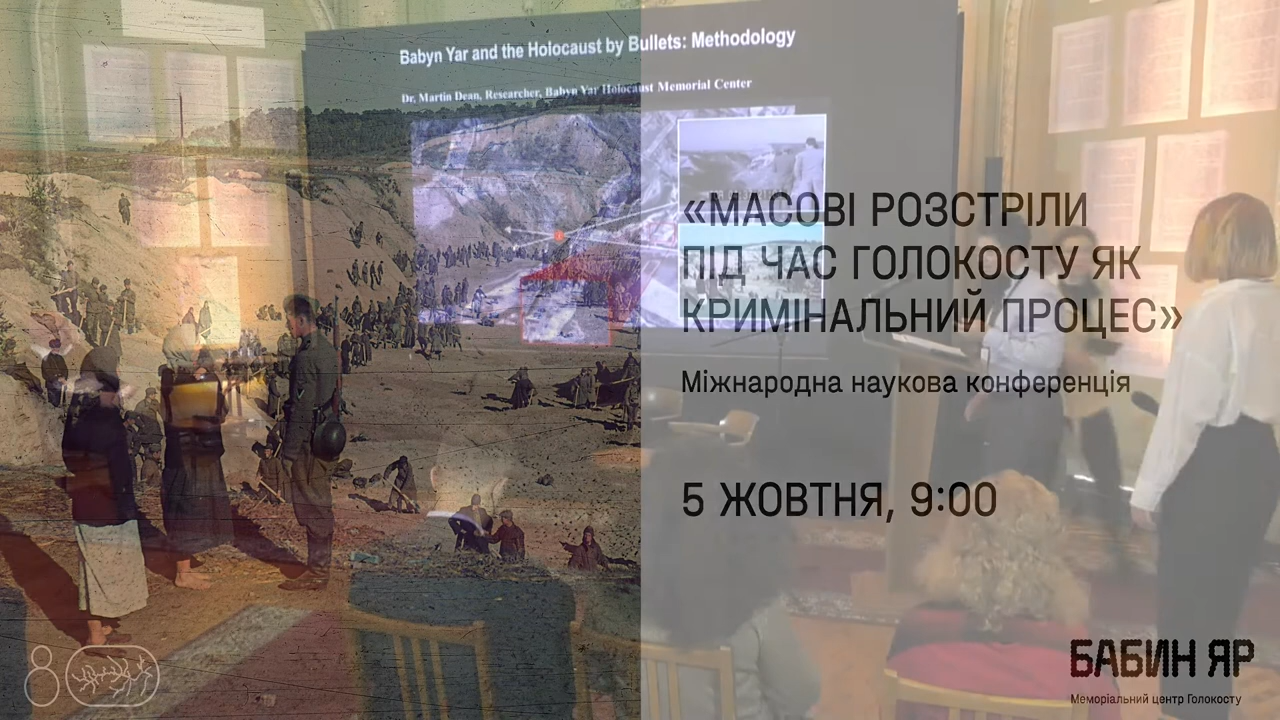 Babyn Yar and the Holocaust by Bullets: Methodology
Dr. Martin Dean, Researcher, Babyn Yar Holocaust Memorial Center
«МАСОВІ РОЗСТРІЛИ
ПІД ЧАС ГОЛОКОСТУ ЯК
КРИМІНАЛЬНИЙ ПРОЦЕС»
Міжнародна наукова конференція
5 ЖОВТНЯ, 9:00
80
БАБИН ЯР
Меморіальний центр Голокосту